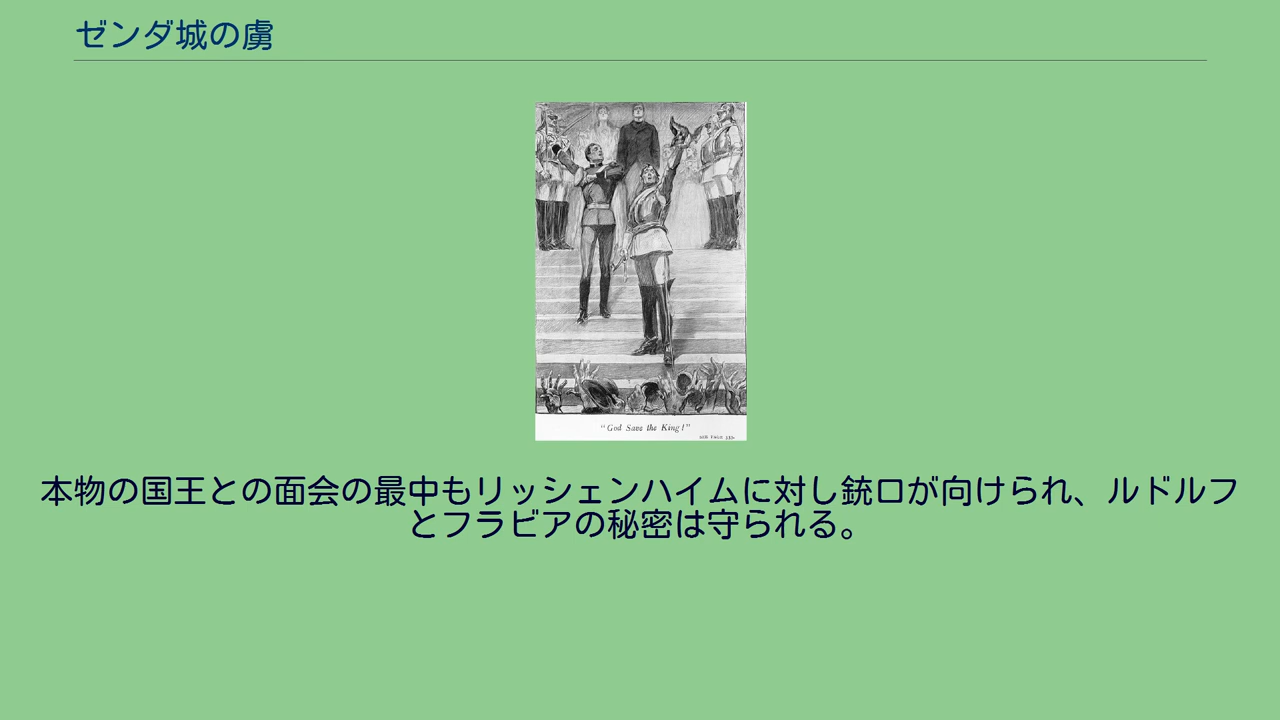 ゼンダ城の虜
"God Save the King!"
本物の国王との面会の最中もリッシェンハイムに対し銃口が向けられ、ルドルフ
とフラビアの秘密は守られる。